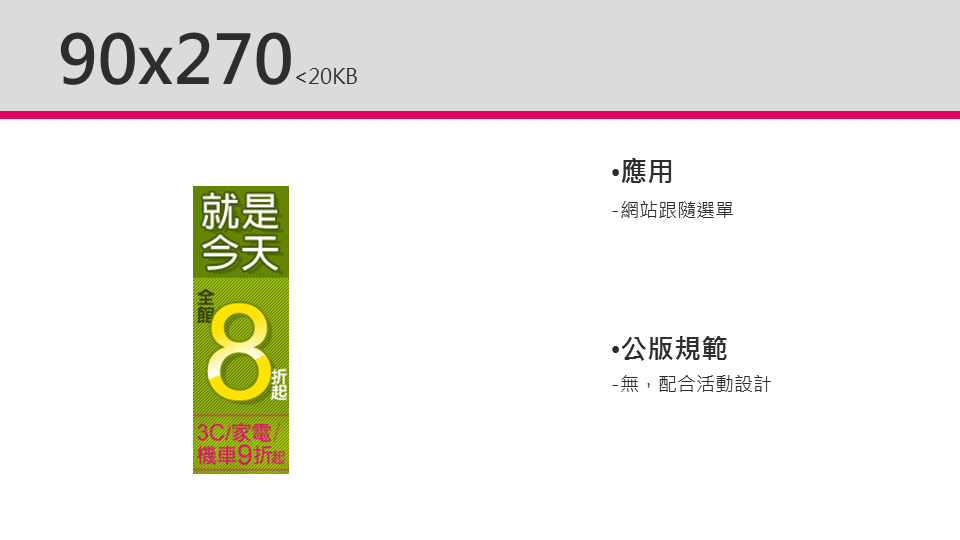 90x270<20KB
就是
今天
全館
8
折起
3C/家電/
機車9折起
•應用
-網站跟隨選單
•公版規範
-無，配合活動設計